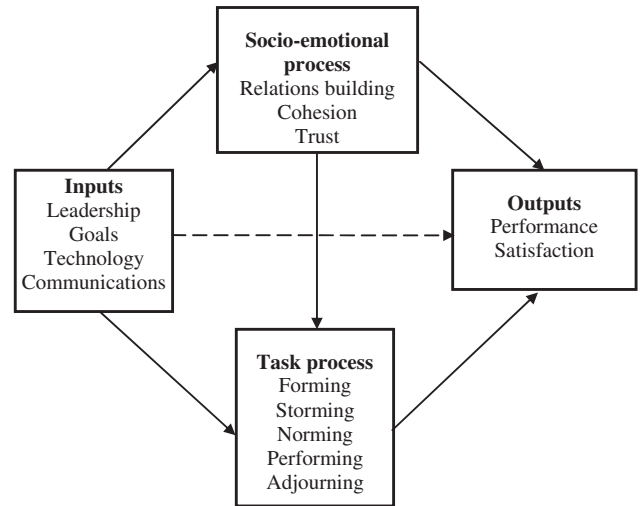 Socio-emotional
process
Relations building
Cohesion
Trust
Inputs
Leadership
Goals
Technology
Communications
Outputs
Performance
Satisfaction
Task process
Forming
Storming
Norming
Performing
Adjourning